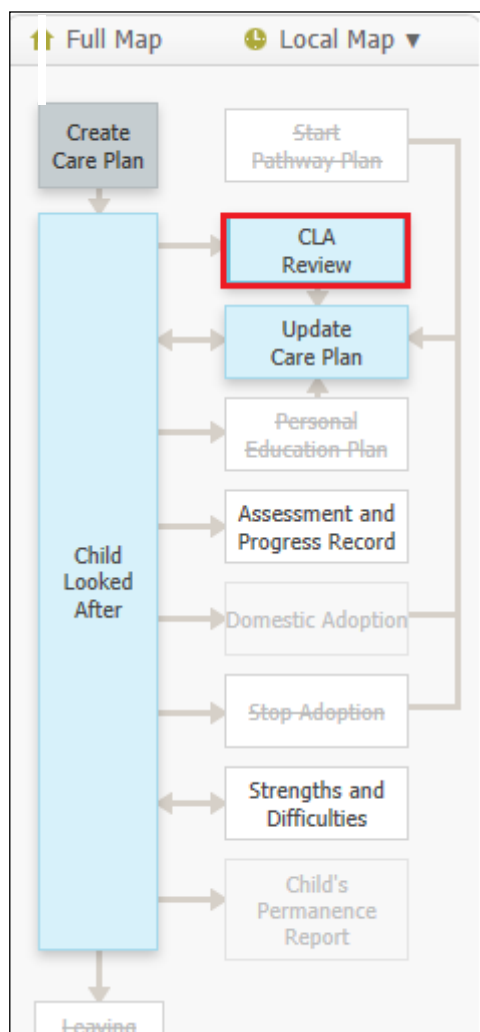 Full Map
Local Map ▼
Create
Care Plan
Start
Pathway Plan
CLA
Review
Update
Care Plan
Personal
Education Plan
Assessment and
Progress Record
Child
Looked
After
Domestic Adoption
Stop Adoption
Strengths and
Difficulties
Child's
Permanence
Report
Leaving